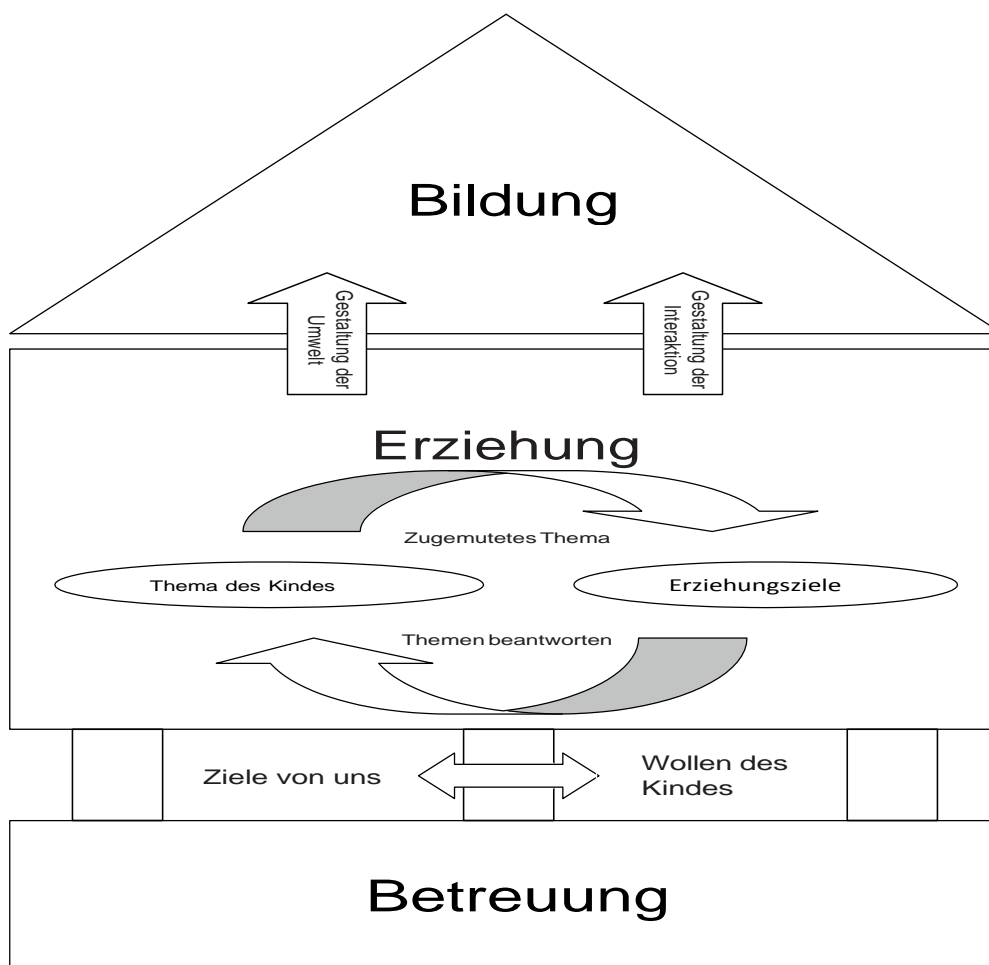 Bildung
Gestaltung der
Umwelt
Gestaltung der
Interaktion
Erziehung
Zugemutetes Thema
Thema des Kindes
Erziehungsziele
Themen beantworten
Ziele von uns
Wollen des
Kindes
Betreuung